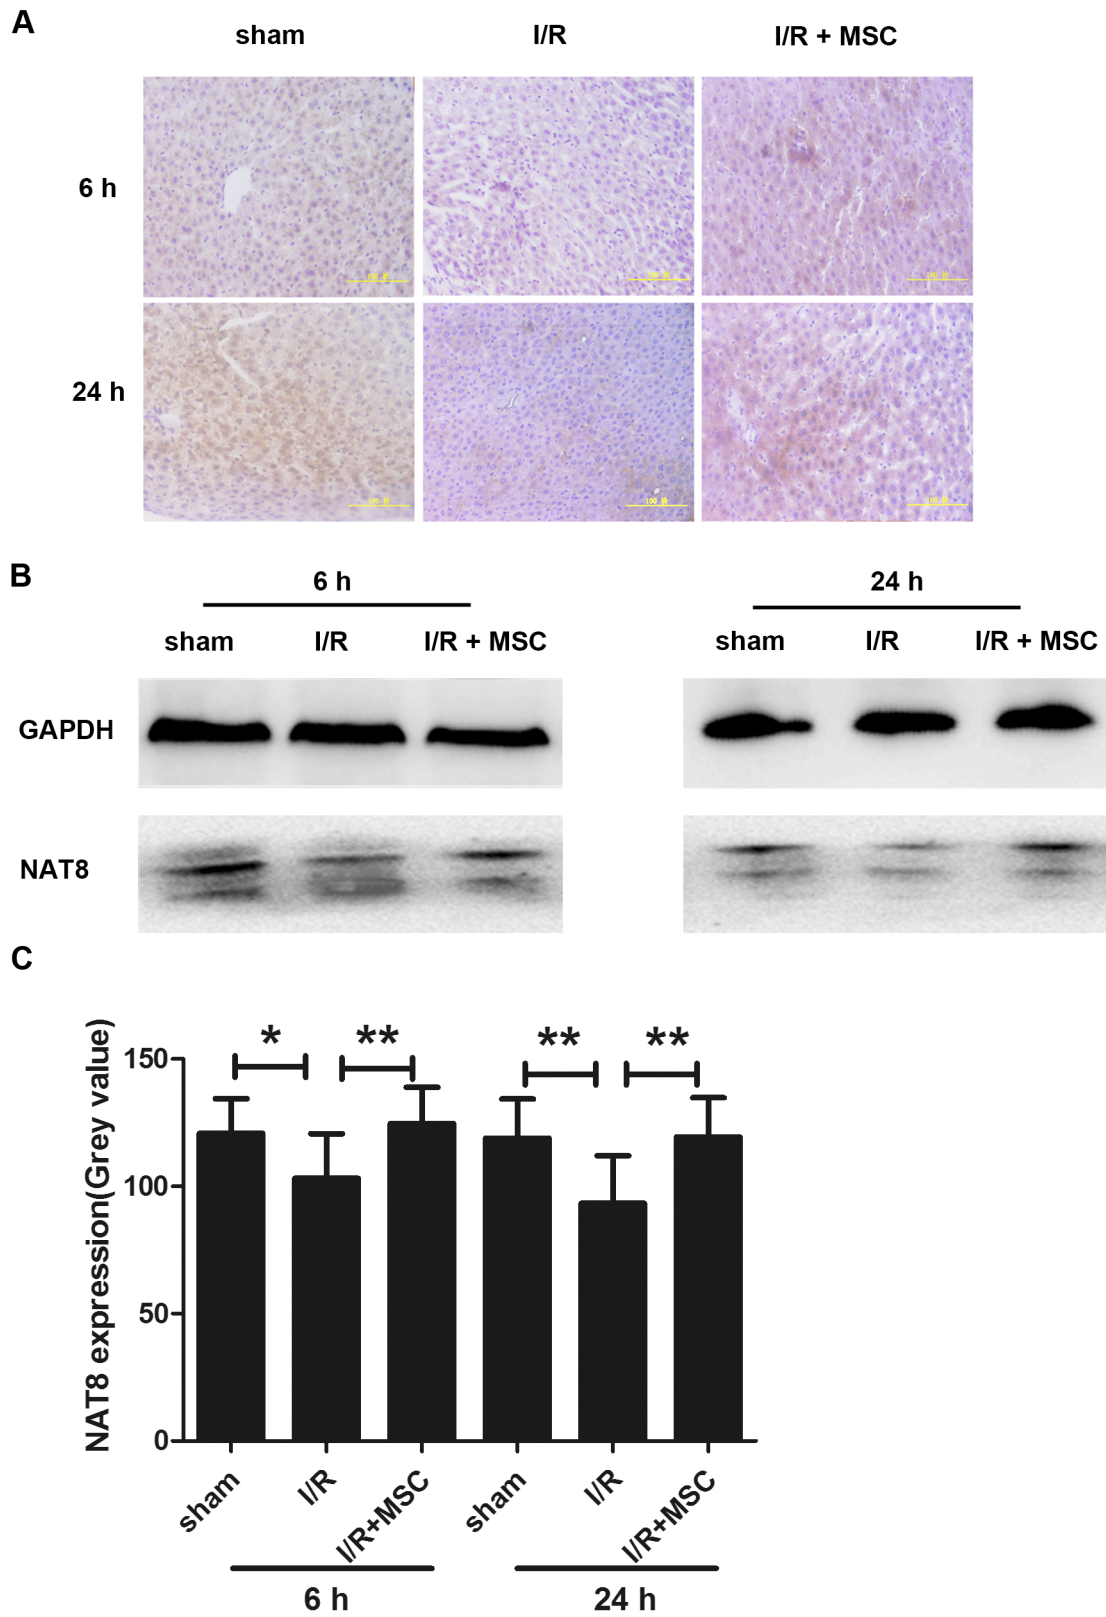 A
sham I/R I/R + MSC
6 h
24 h
B
6 h 24 h
sham I/R I/R + MSC sham I/R I/R + MSC
GAPDH
NAT8
C
NAT8 expression(Grey value)
* ** ** **
150
100
50
0
sham I/R I/R+MSC sham I/R I/R+MSC
6 h 24 h